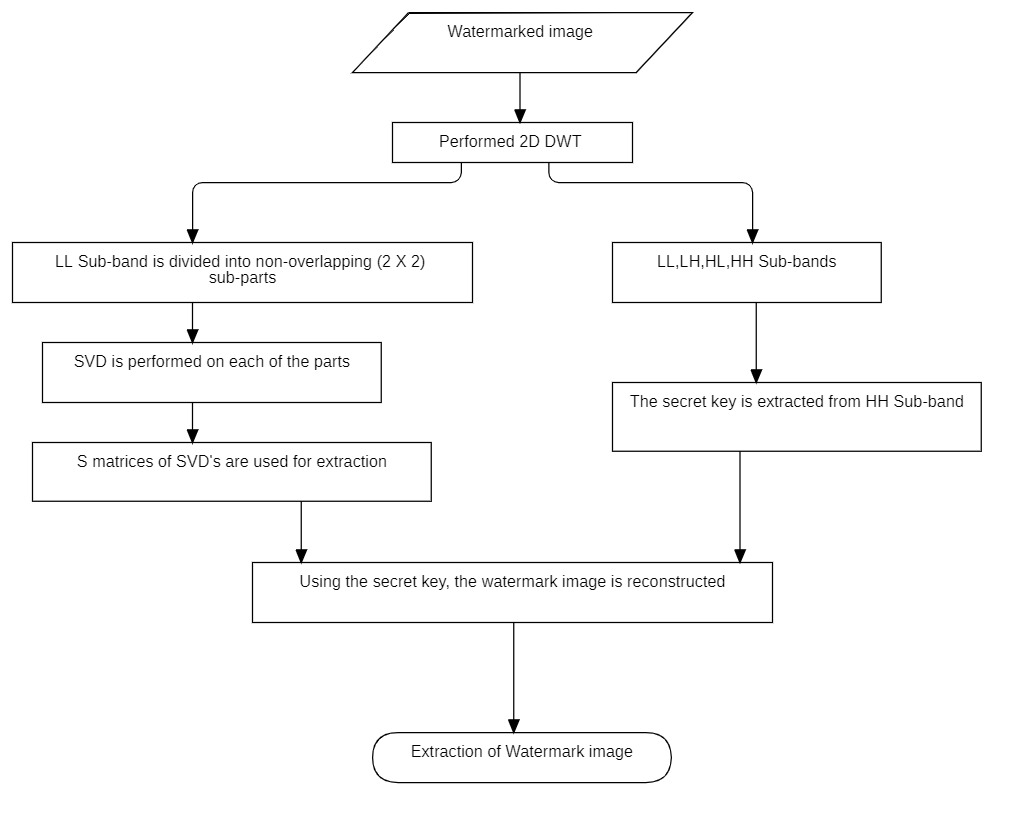 Watermarked image
Performed 2D DWT
LL Sub-band is divided into non-overlapping (2 X 2)
sub-parts
LL,LH,HL,HH Sub-bands
SVD is performed on each of the parts
The secret key is extracted from HH Sub-band
S matrices of SVD's are used for extraction
Using the secret key, the watermark image is reconstructed
Extraction of Watermark image